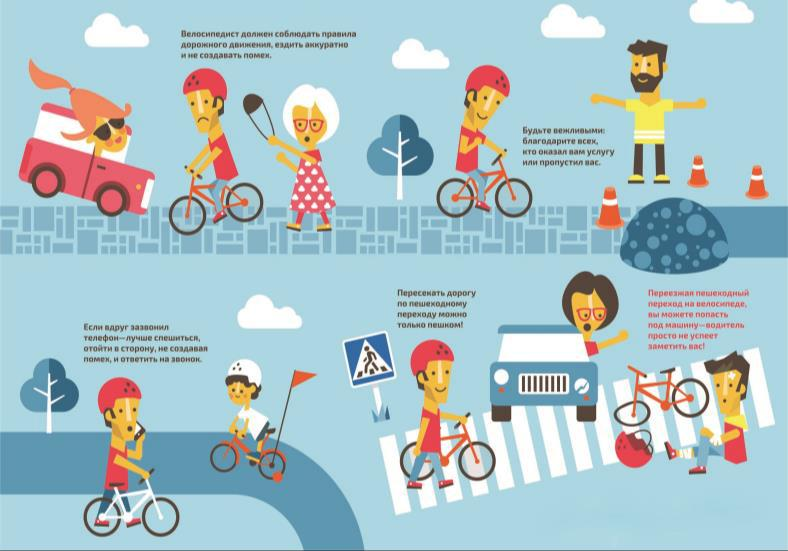 Велосипедист должен соблюдать правила
дорожного движения, ездить аккуратно
и не создавать помех.
Будьте вежливыми:
благодарите всех,
кто оказал вам услугу
или пропустил вас.
Если вдруг зазвонил
телефон—лучше спешиться,
отойти в сторону, не создавая
помех, и ответить на звонок.
Пересекать дорогу
по пешеходному
переходу можно
только пешком!
Переезжая пешеходный
переход на велосипеде,
вы можете попасть
под машину—водитель
просто не успеет
заметить вас!